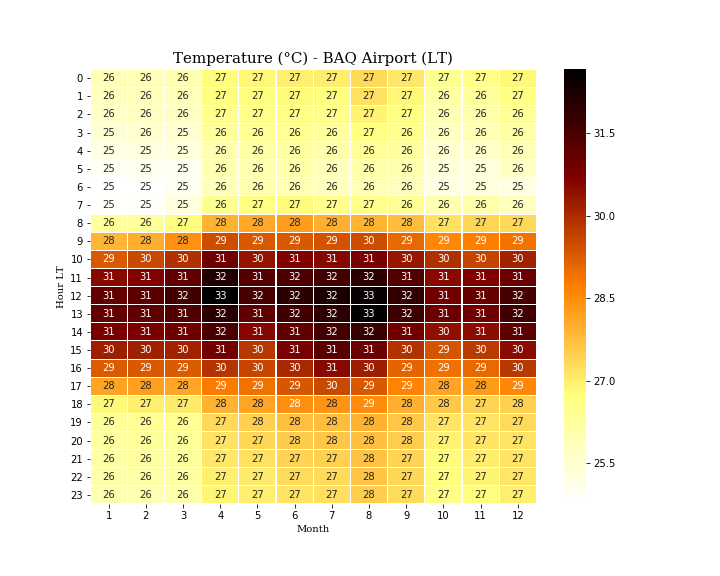 Temperature (°C) - BAQ Airport (LT)
0 26 26 26 27 27 27 27 27 27 26 27 27
1 26 26 26 27 27 27 27 27 27 26 26 27
2 26 26 26 27 27 27 27 27 27 26 26 26
3 25 26 25 26 26 26 26 27 26 26 26 26
4 25 25 25 26 26 26 26 26 26 25 26 26
5 25 25 25 26 26 26 26 26 26 25 25 26
6 25 25 25 26 26 26 26 26 26 25 25 25
7 25 25 25 26 27 27 27 27 26 26 26 26
8 26 26 27 28 28 28 28 28 28 27 27 27
9 28 28 28 29 29 29 29 30 29 29 29 29
10 29 30 30 31 30 31 31 31 30 30 30 30
11 31 31 31 32 31 32 32 32 31 31 31 31
12 31 31 32 33 32 32 32 33 32 31 31 32
13 31 31 31 32 31 32 32 33 32 31 31 32
14 31 31 31 32 31 31 32 32 31 30 31 31
15 30 30 30 31 30 31 31 31 30 29 30 30
16 29 29 29 30 30 30 31 30 29 29 29 30
17 28 28 28 29 29 29 30 29 29 28 28 29
18 27 27 27 28 28 28 28 29 28 28 27 28
19 26 26 26 27 28 28 28 28 28 27 27 27
20 26 26 26 27 27 28 28 28 28 27 27 27
21 26 26 26 27 27 27 27 28 27 27 27 27
22 26 26 26 27 27 27 27 28 27 27 27 27
23 26 26 26 27 27 27 27 28 27 27 27 27
1 2 3 4 5 6 7 8 9 10 11 12
Month
Hour LT
31.5
30.0
28.5
27.0
25.5